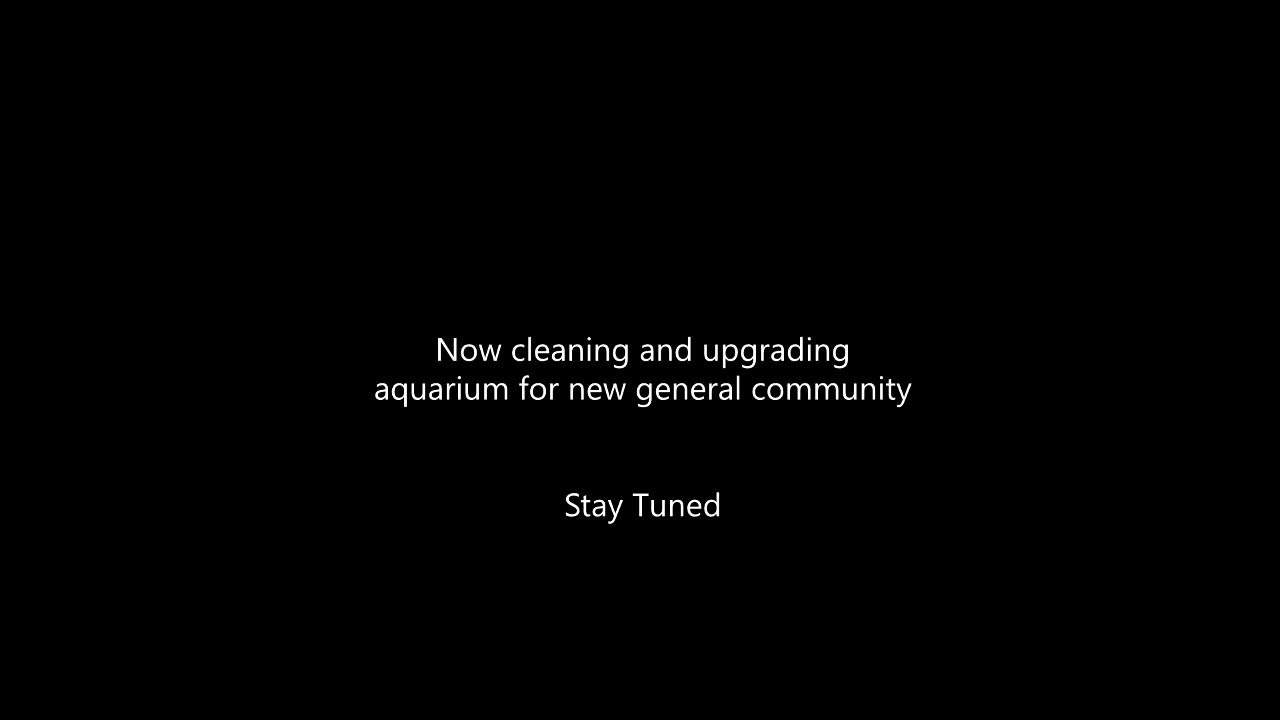 Now cleaning and upgrading
aquarium for new general community
Stay Tuned